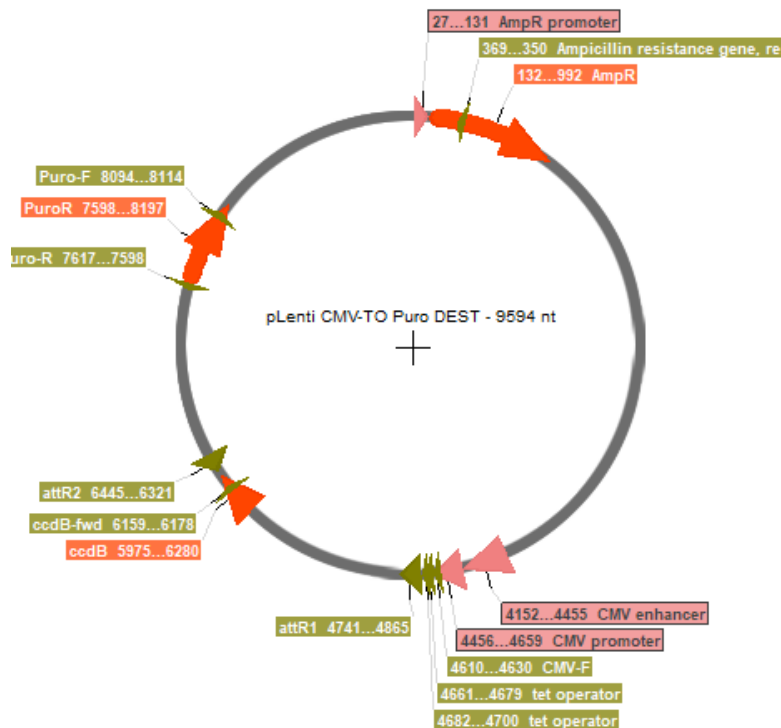 27...131 AmpR promoter
369...350 Ampicillin resistance gene, re
132...992 AmpR
Puro-F 8094...8114
PuroR 7598...8197
uro-R 7617...7598
pLenti CMV-TO Puro DEST - 9594 nt
attR2 6445...6321
ccdB-fwd 6159...6178
ccdB 5975...6280
attR1 4741...4865
4152...4455 CMV enhancer
4456...4659 CMV promoter
4610...4630 CMV-F
4661...4679 tet operator
4682...4700 tet operator